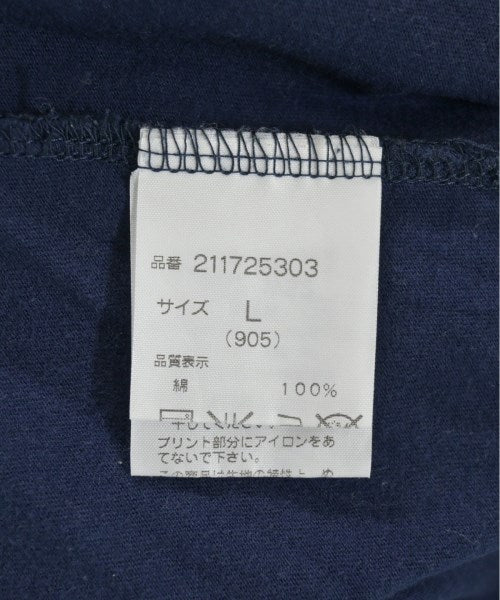 品番 211725303
サイズ L
(905)
品質表示
綿 100%
プリント部分にアイロンをあ
てないで下さい。